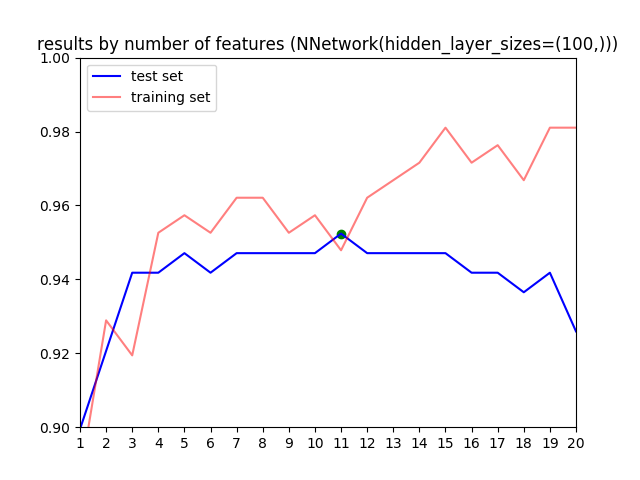 results by number of features (NNetwork(hidden_layer_sizes=(100,)))
1.00
test set
training set
0.98
0.96
0.94
0.92
0.90
1 2 3 4 5 6 7 8 9 10 11 12 13 14 15 16 17 18 19 20